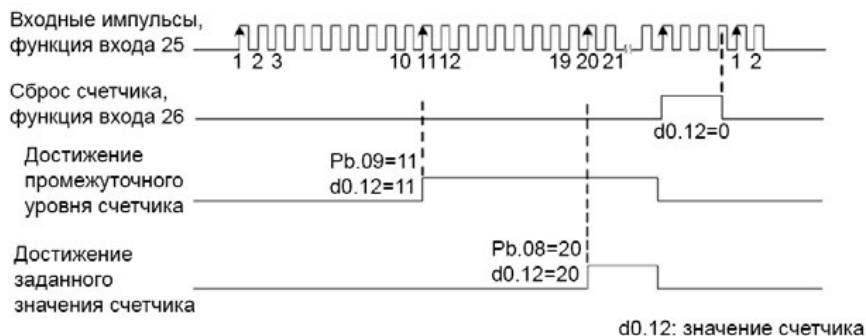 Входные импульсы,
функция входа 25
1 2 3 10 11 12 19 20 21 1 2
Сброс счетчика,
функция входа 26
d0.12=0
Достижение
промежуточного
уровня счетчика
Pb.09=11
d0.12=11
Достижение
заданного
значения счетчика
Pb.08=20
d0.12=20
d0.12: значение счетчика